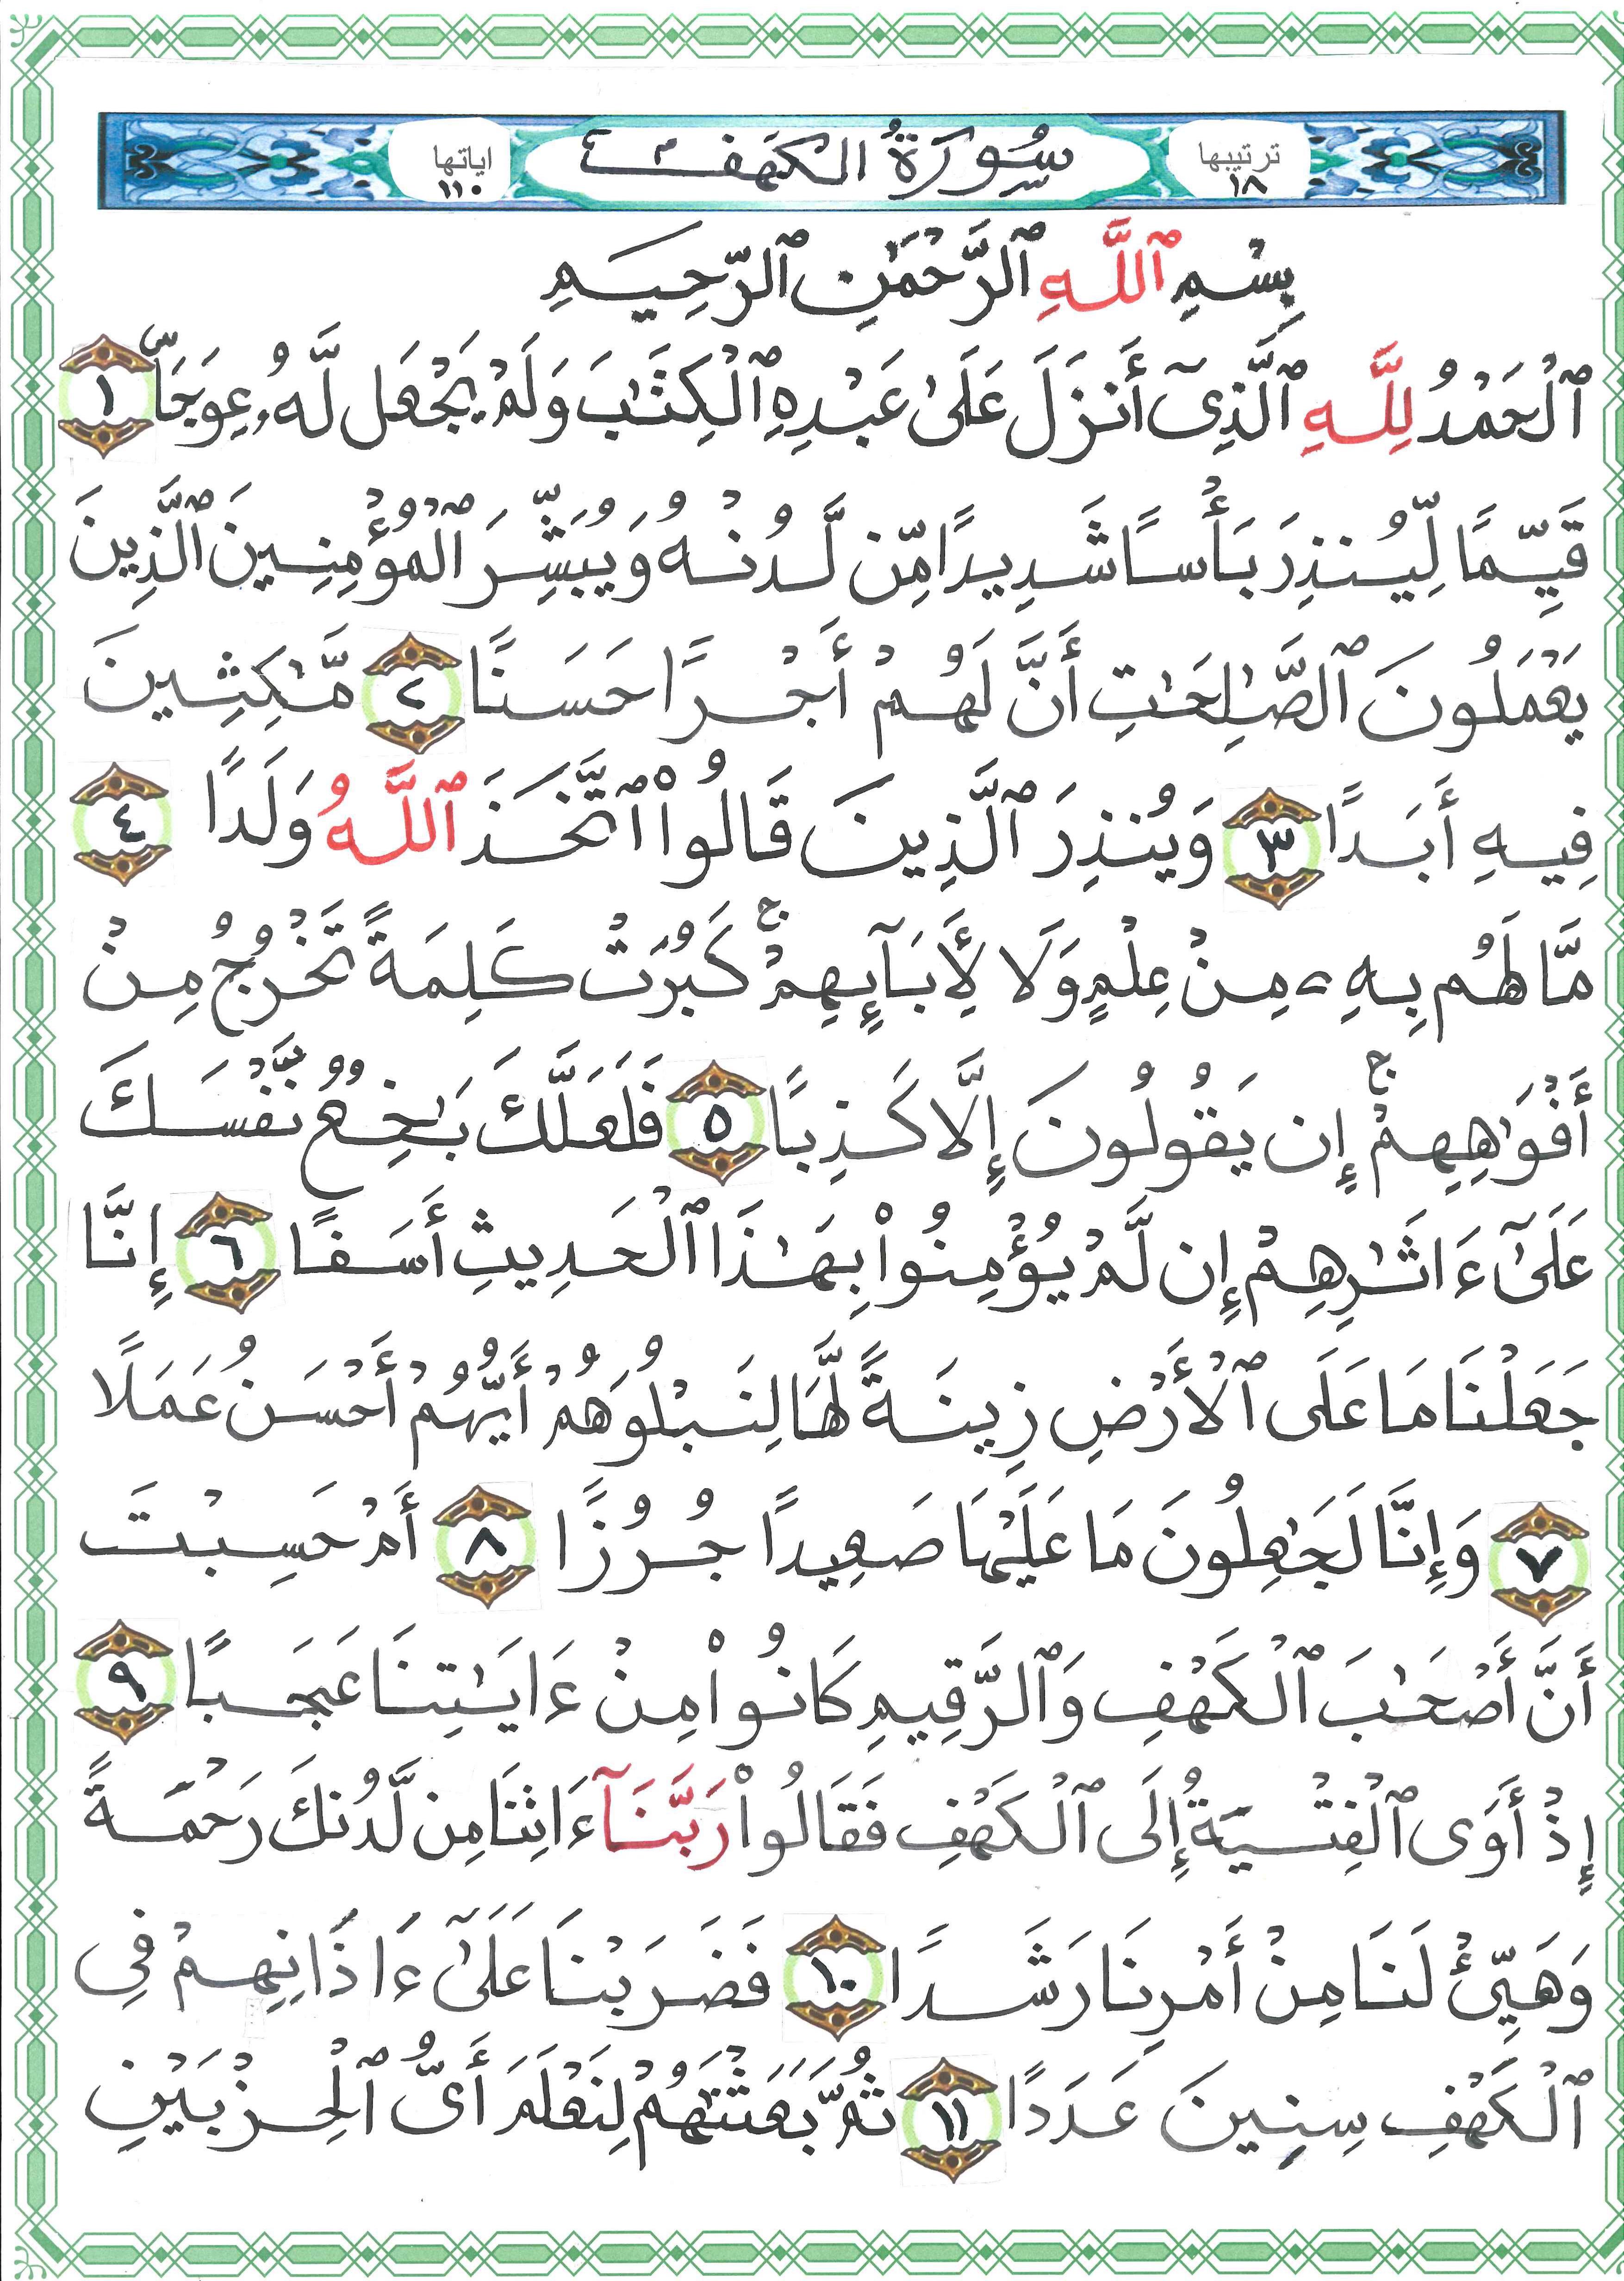 ترتيبها ١٨ سُورَةُ الكَهَف اياتها ١١٠
بِسْمِ ٱللَّهِ ٱلرَّحْمَٰنِ ٱلرَّحِيمِ
ٱلْحَمْدُ لِلَّهِ ٱلَّذِىٓ أَنزَلَ عَلَىٰ عَبْدِهِ ٱلْكِتَٰبَ وَلَمْ يَجْعَل لَّهُۥ عِوَجَاۜ ١
قَيِّمًا لِّيُنذِرَ بَأْسًا شَدِيدًا مِّن لَّدُنْهُ وَيُبَشِّرَ ٱلْمُؤْمِنِينَ ٱلَّذِينَ
يَعْمَلُونَ ٱلصَّٰلِحَٰتِ أَنَّ لَهُمْ أَجْرًا حَسَنًا ٢ مَّٰكِثِينَ
فِيهِ أَبَدًا ٣ وَيُنذِرَ ٱلَّذِينَ قَالُوا۟ ٱتَّخَذَ ٱللَّهُ وَلَدًا ٤
مَّا لَهُم بِهِۦ مِنْ عِلْمٍ وَلَا لِأَبَآئِهِمْ ۚ كَبُرَتْ كَلِمَةً تَخْرُجُ مِنْ
أَفْوَٰهِهِمْ ۚ إِن يَقُولُونَ إِلَّا كَذِبًا ٥ فَلَعَلَّكَ بَٰخِعٌ نَّفْسَكَ
عَلَىٰٓ ءَاثَٰرِهِمْ إِن لَّمْ يُؤْمِنُوا۟ بِهَٰذَا ٱلْحَدِيثِ أَسَفًا ٦ إِنَّا
جَعَلْنَا مَا عَلَى ٱلْأَرْضِ زِينَةً لَّهَا لِنَبْلُوَهُمْ أَيُّهُمْ أَحْسَنُ عَمَلًا
٧ وَإِنَّا لَجَٰعِلُونَ مَا عَلَيْهَا صَعِيدًا جُرُزًا ٨ أَمْ حَسِبْتَ
أَنَّ أَصْحَٰبَ ٱلْكَهْفِ وَٱلرَّقِيمِ كَانُوا۟ مِنْ ءَايَٰتِنَا عَجَبًا ٩
إِذْ أَوَى ٱلْفِتْيَةُ إِلَى ٱلْكَهْفِ فَقَالُوا۟ رَبَّنَآ ءَاتِنَا مِن لَّدُنكَ رَحْمَةً
وَهَيِّئْ لَنَا مِنْ أَمْرِنَا رَشَدًا ١٠ فَضَرَبْنَا عَلَىٰٓ ءَاذَانِهِمْ فِى
ٱلْكَهْفِ سِنِينَ عَدَدًا ١١ ثُمَّ بَعَثْنَٰهُمْ لِنَعْلَمَ أَىُّ ٱلْحِزْبَيْنِ